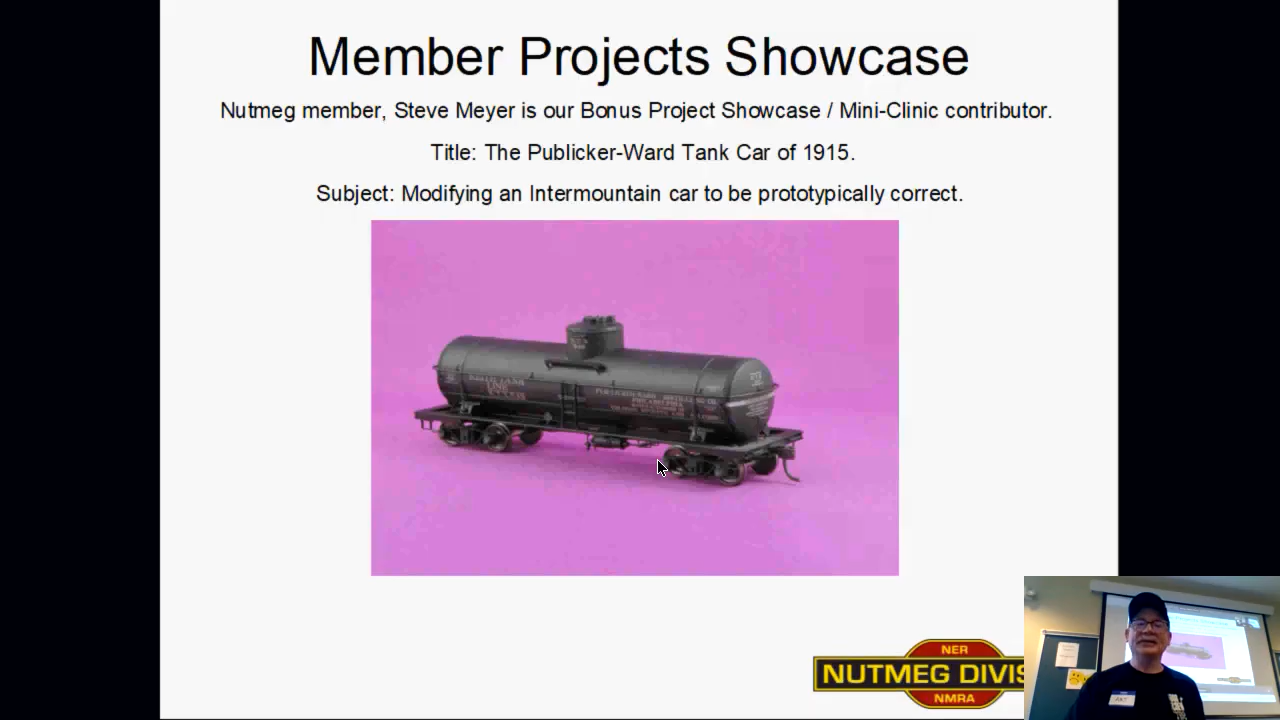 Member Projects Showcase
Nutmeg member, Steve Meyer is our Bonus Project Showcase / Mini-Clinic contributor.
Title: The Publicker-Ward Tank Car of 1915.
Subject: Modifying an Intermountain car to be prototypically correct.
PHILADELPHIA
NER
NUTMEG DIVIS
NMRA